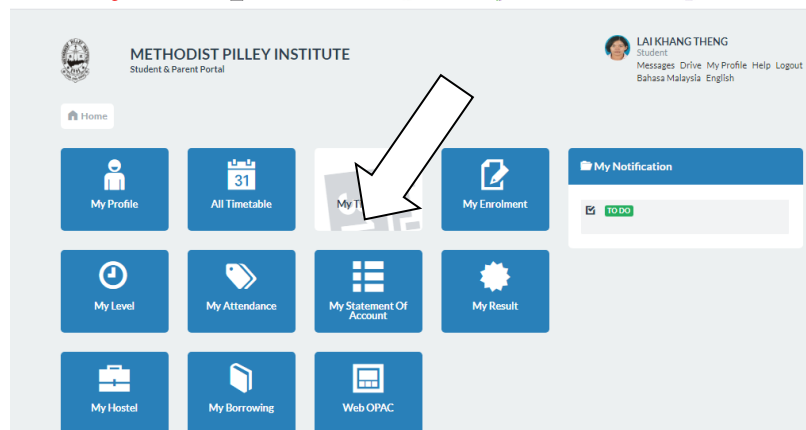 METHODIST PILLEY INSTITUTE
Student & Parent Portal
LAI KHANG THENG
Student
Messages Drive My Profile Help Logout
Bahasa Malaysia English
Home
My Profile
31
All Timetable
My
My Enrolment
My Notification
TO DO
My Level
My Attendance
My Statement Of
Account
My Result
My Hostel
My Borrowing
Web OPAC